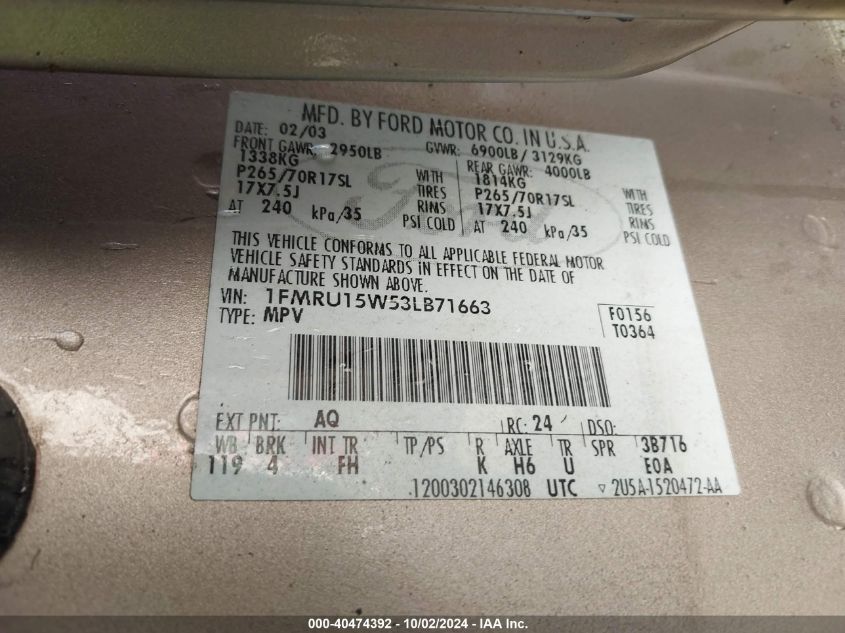 MFD. BY FORD MOTOR CO. IN U.S.A.
DATE: 02/03 GVWR: 6900LB / 3129KG
FRONT GAWR: 2950LB REAR GAWR: 4000LB
1338KG WITH 1814KG WITH
P265/70R17SL TIRES P265/70R17SL TIRES
17X7.5J RIMS 17X7.5J RIMS
AT 240 kPa/35 PSI COLD AT 240 kPa/35 PSI COLD
THIS VEHICLE CONFORMS TO ALL APPLICABLE FEDERAL MOTOR
VEHICLE SAFETY STANDARDS IN EFFECT ON THE DATE OF
MANUFACTURE SHOWN ABOVE.
VIN: 1FMRU15W53LB71663 F0156
TYPE: MPV T0364
EXT PNT: AQ RC: 24 DSO:
WB BRK INT TR TP/PS R AXLE TR SPR 3B716
119 4 FH K H6 U E0A
1200302146308 UTC ▿ 2U5A-1520472-AA
Ford
000-40474392 - 10/02/2024 - IAA Inc.